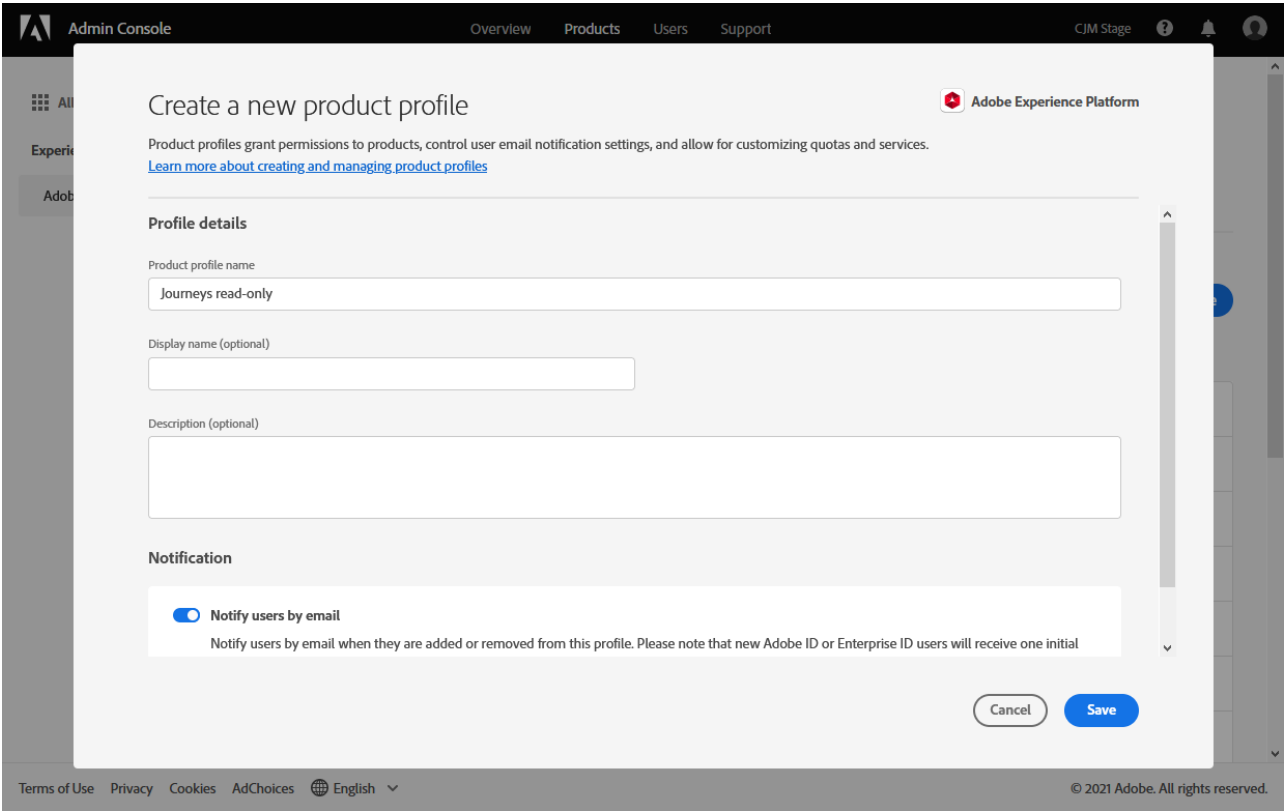 Admin Console
Overview
Products
Users
Support
CJM Stage
Create a new product profile
Adobe Experience Platform
Product profiles grant permissions to products, control user email notification settings, and allow for customizing quotas and services.
Learn more about creating and managing product profiles
Profile details
Product profile name
Journeys read-only
Display name (optional)
Description (optional)
Notification
Notify users by email
Notify users by email when they are added or removed from this profile. Please note that new Adobe ID or Enterprise ID users will receive one initial
Cancel
Save
Terms of Use
Privacy
Cookies
AdChoices
English
© 2021 Adobe. All rights reserved.